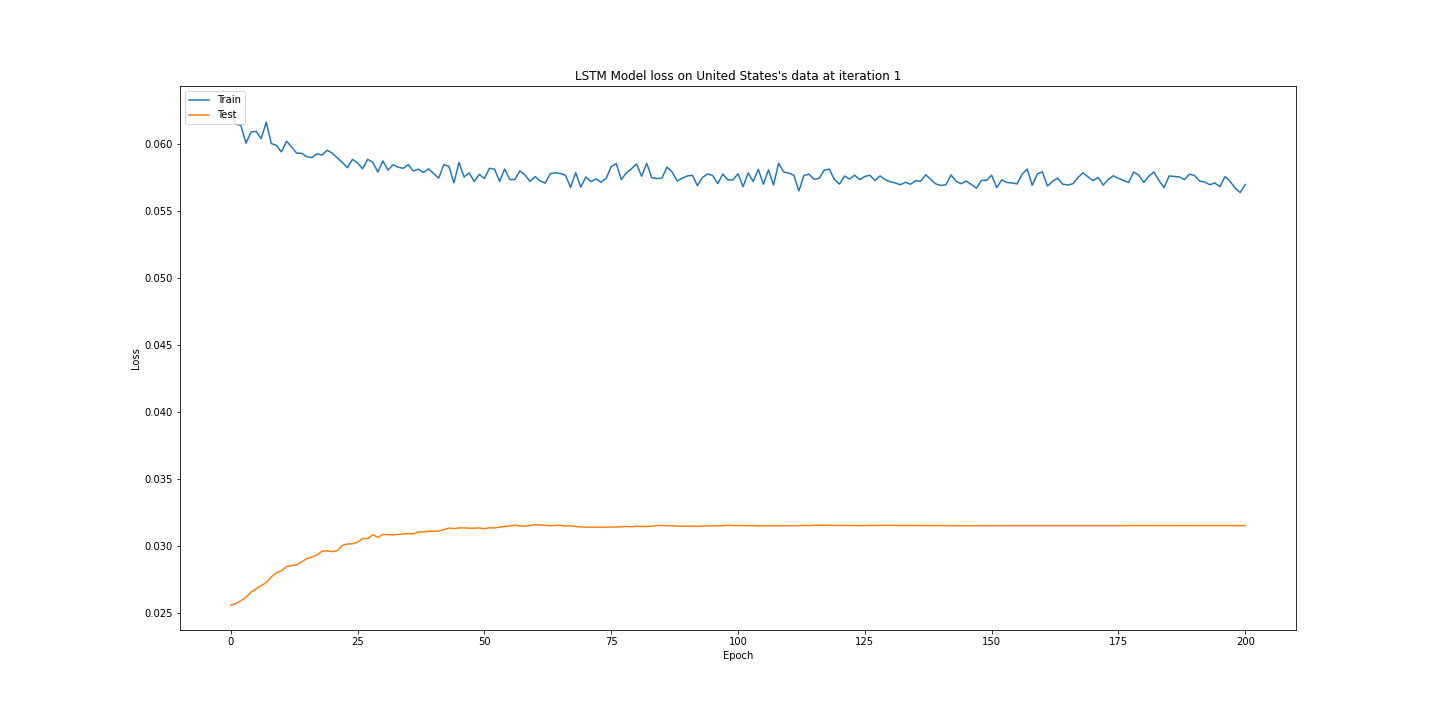 LSTM Model loss on United States's data at iteration 1
Train
Test
0.060
0.055
0.050
0.045
0.040
0.035
0.030
0.025
Loss
0 25 50 75 100 125 150 175 200
Epoch